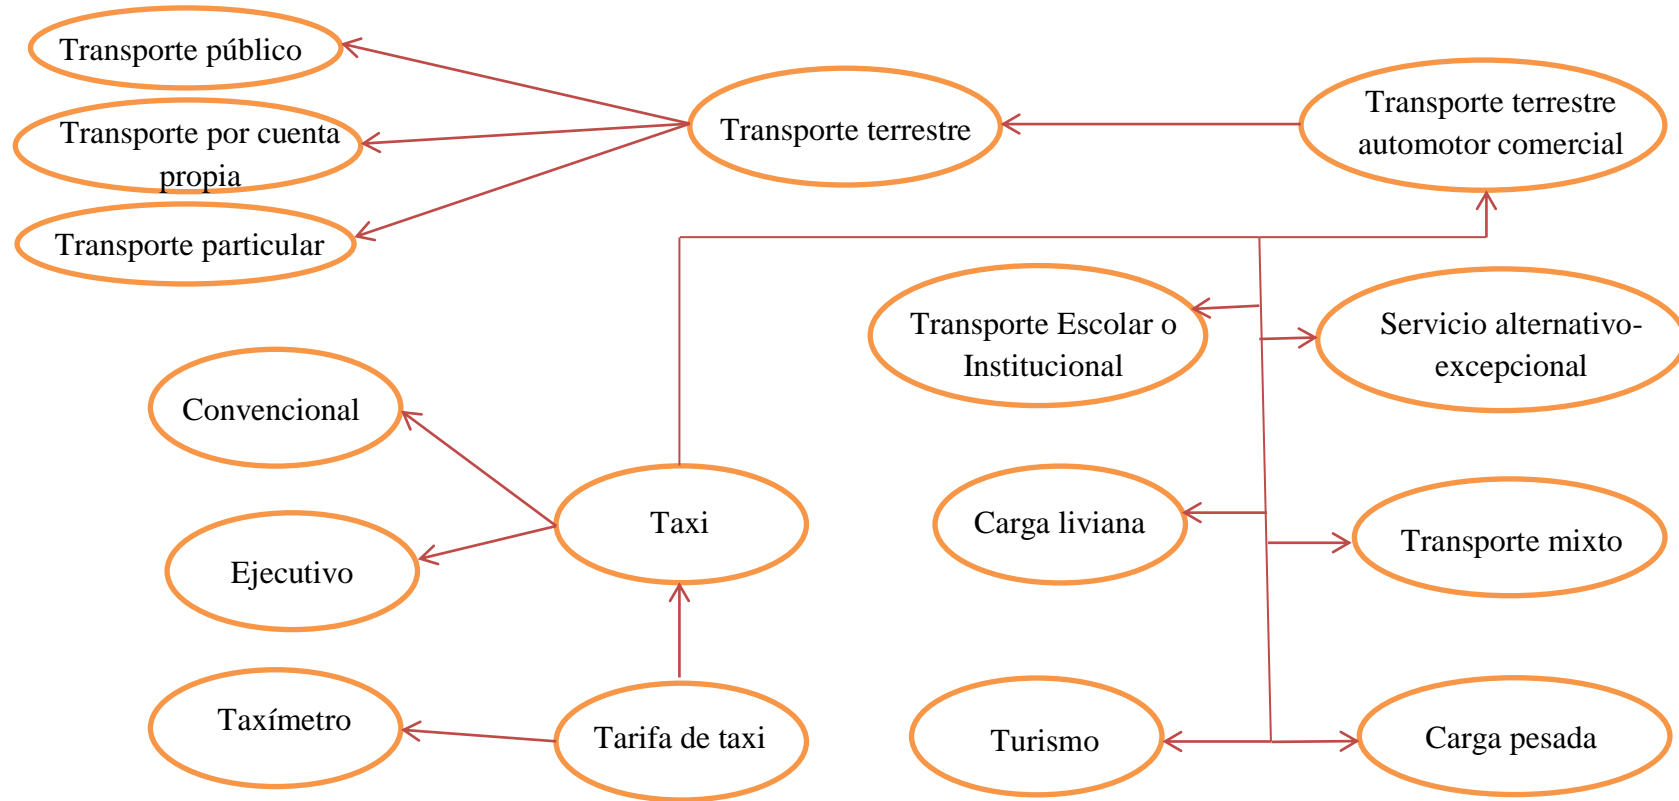 Transporte público
Transporte por cuenta
propia
Transporte particular
Transporte terrestre
Transporte terrestre
automotor comercial
Transporte Escolar o
Institucional
Servicio alternativo-
excepcional
Convencional
Ejecutivo
Taxi
Carga liviana
Transporte mixto
Taxímetro
Tarifa de taxi
Turismo
Carga pesada